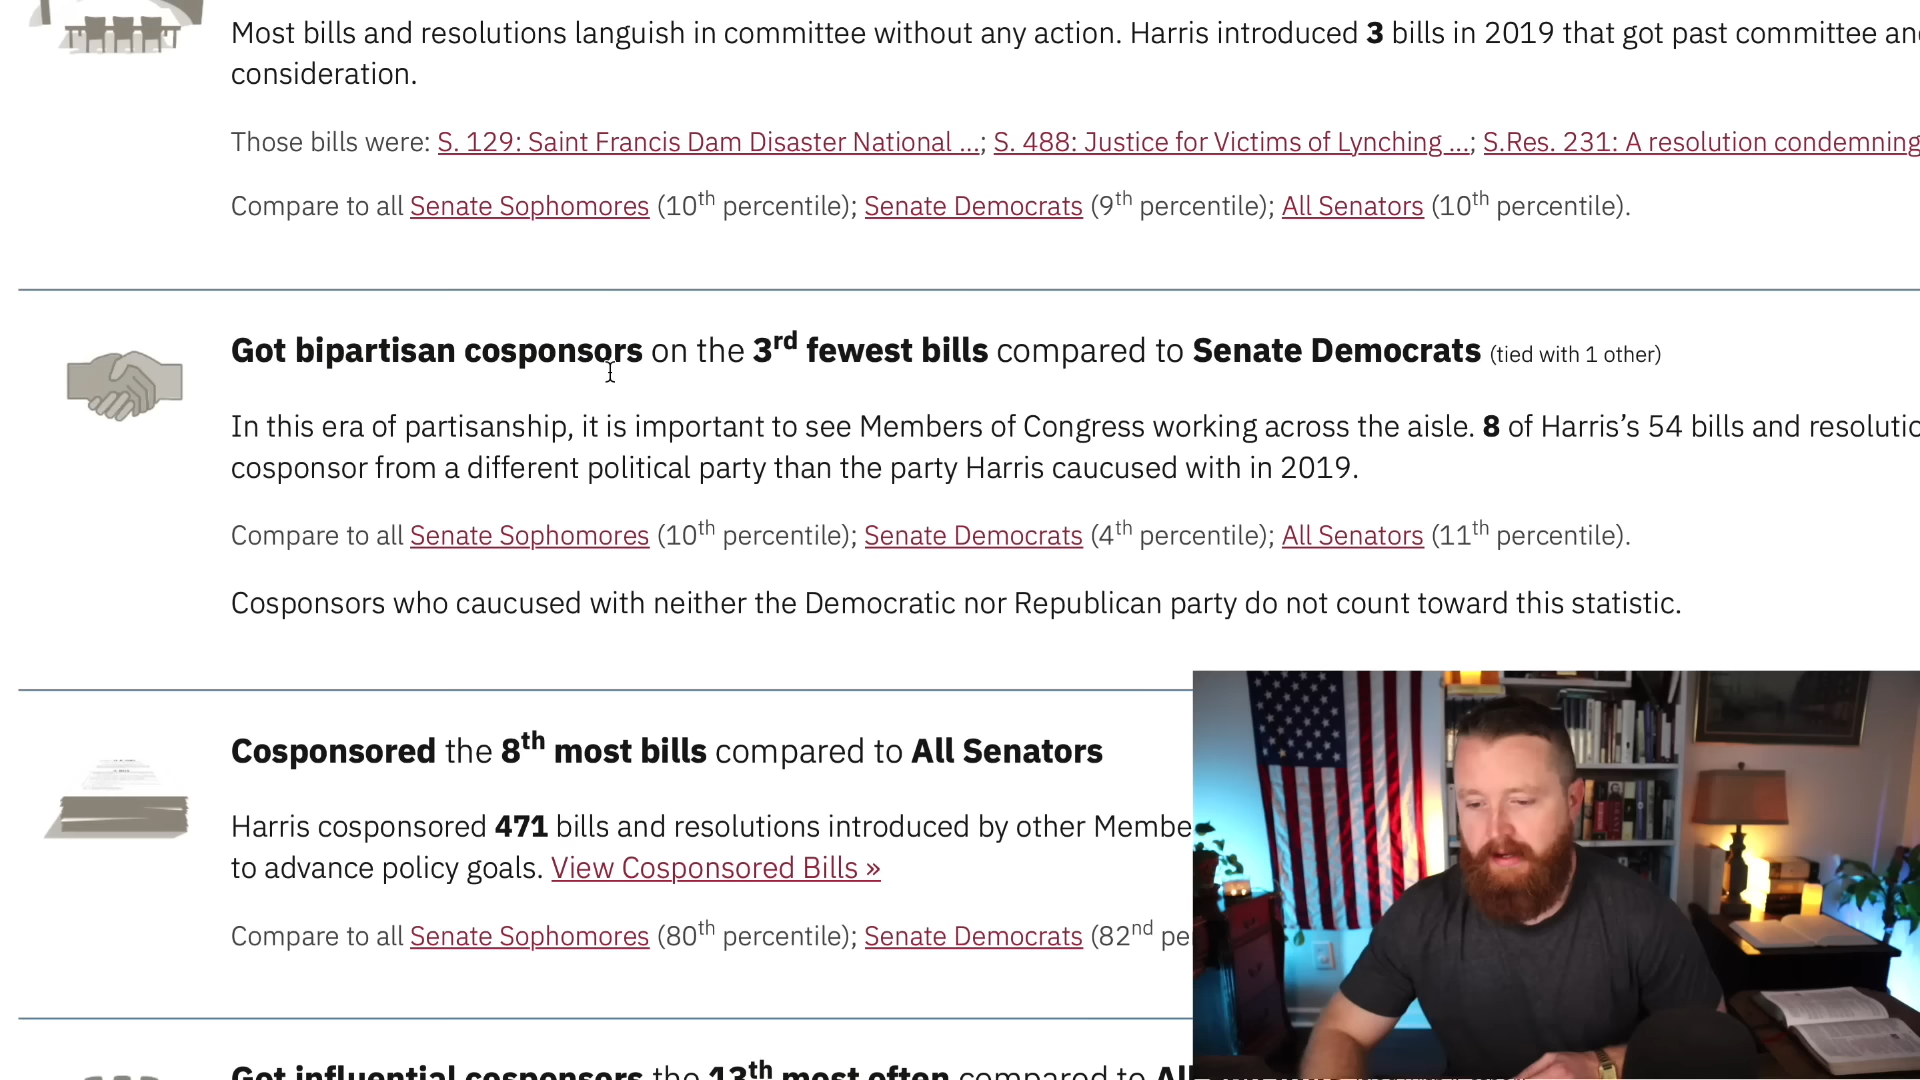 Most bills and resolutions languish in committee without any action. Harris introduced 3 bills in 2019 that got past committee an
consideration.
Those bills were: S. 129: Saint Francis Dam Disaster National ...; S. 488: Justice for Victims of Lynching ...; S.Res. 231: A resolution condemning
Compare to all Senate Sophomores (10th percentile); Senate Democrats (9th percentile); All Senators (10th percentile).
Got bipartisan cosponsors on the 3rd fewest bills compared to Senate Democrats (tied with 1 other)
In this era of partisanship, it is important to see Members of Congress working across the aisle. 8 of Harris’s 54 bills and resolutio
cosponsor from a different political party than the party Harris caucused with in 2019.
Compare to all Senate Sophomores (10th percentile); Senate Democrats (4th percentile); All Senators (11th percentile).
Cosponsors who caucused with neither the Democratic nor Republican party do not count toward this statistic.
Cosponsored the 8th most bills compared to All Senators
Harris cosponsored 471 bills and resolutions introduced by other Membe
to advance policy goals. View Cosponsored Bills »
Compare to all Senate Sophomores (80th percentile); Senate Democrats (82nd pe
Got influential cosponsors the 13th most often compared to All